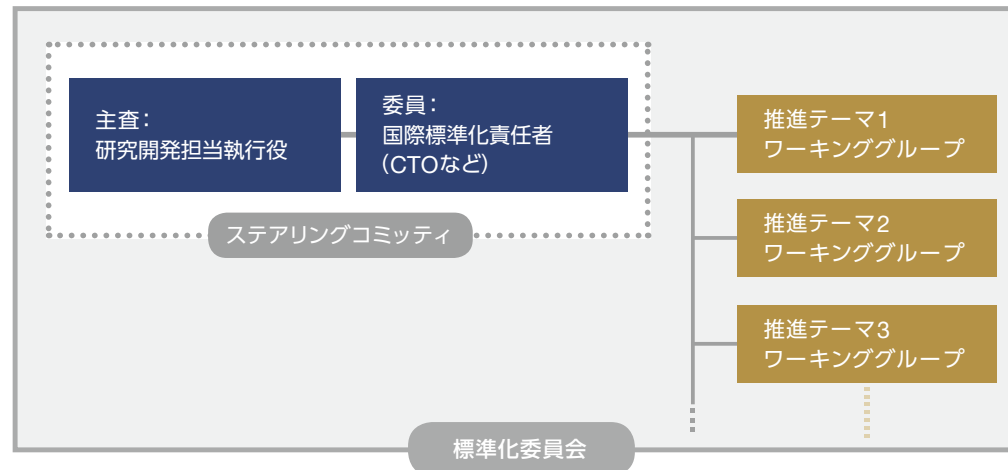 主査：
研究開発担当執行役
委員：
国際標準化責任者
（CTOなど）
ステアリングコミッティ
推進テーマ1
ワーキンググループ
推進テーマ2
ワーキンググループ
推進テーマ3
ワーキンググループ
標準化委員会